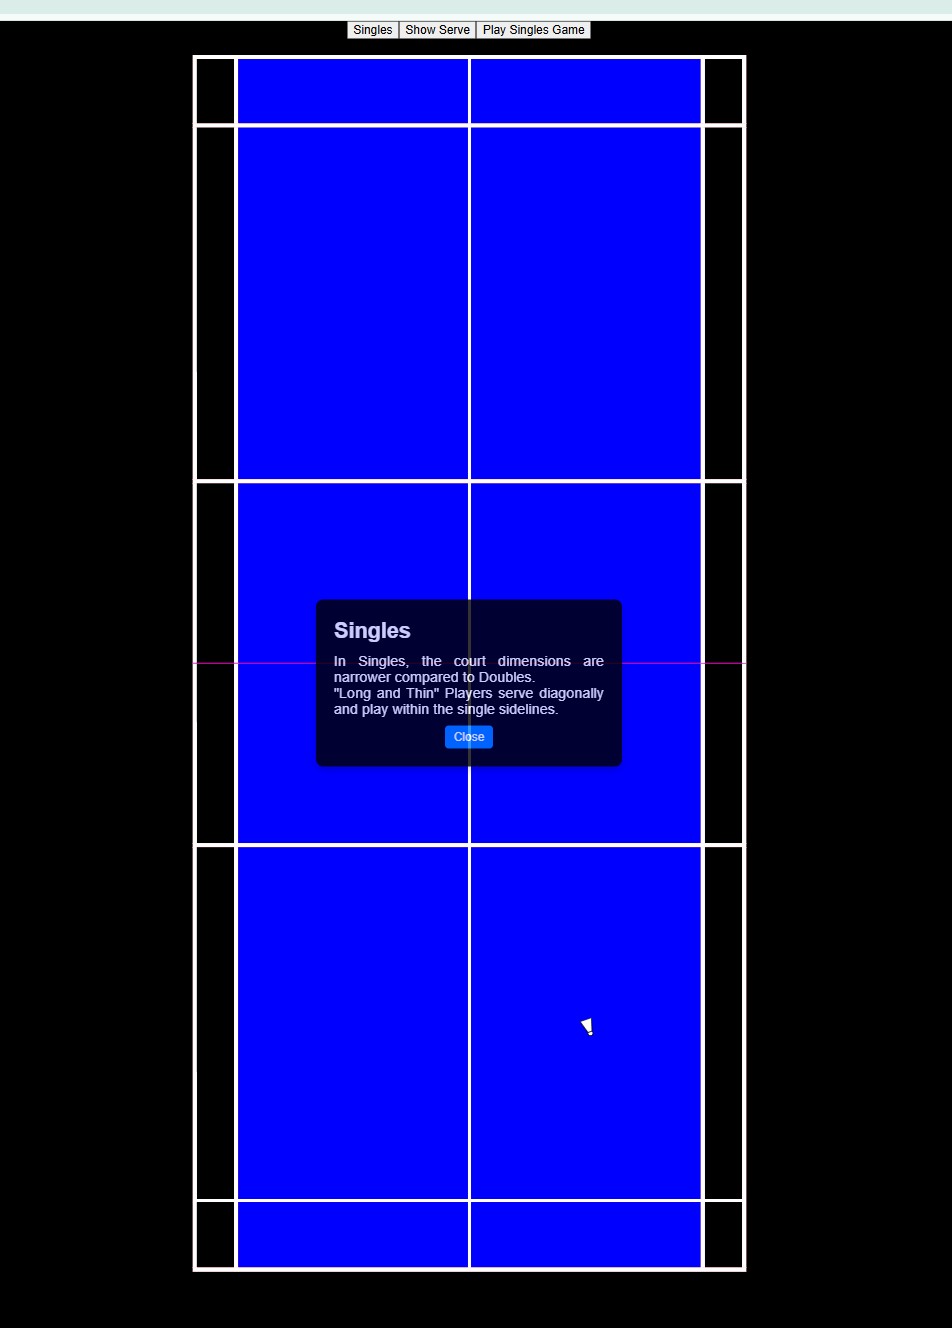 Singles Show Serve Play Singles Game
Singles
In Singles, the court dimensions are
narrower compared to Doubles.
"Long and Thin" Players serve diagonally
and play within the single sidelines.
Close